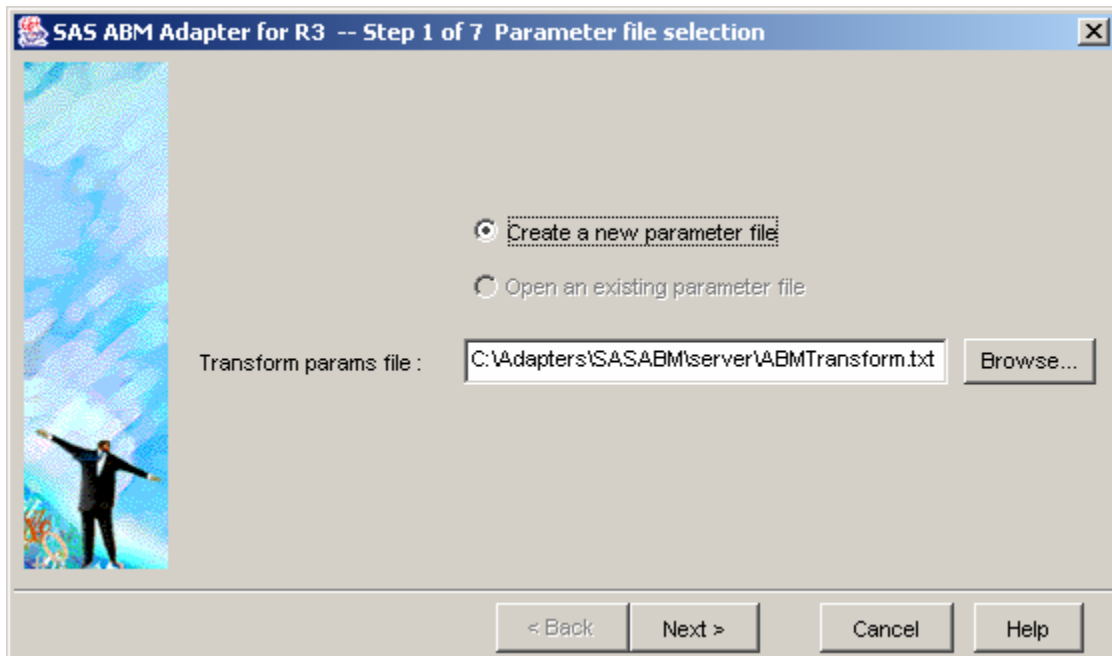 SAS ABM Adapter for R3 -- Step 1 of 7 Parameter file selection
Create a new parameter file
Open an existing parameter file
Transform params file :
C:\Adapters\SASABM\server\ABMTransform.txt
Browse...
< Back
Next >
Cancel
Help